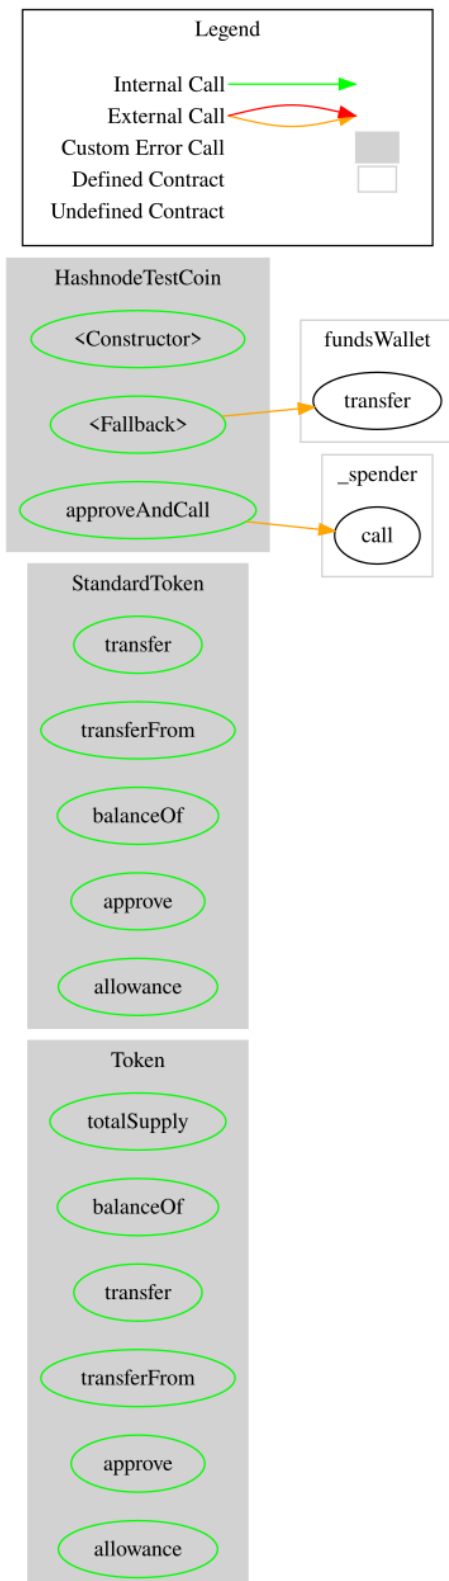 Legend
Internal Call
External Call
Custom Error Call
Defined Contract
Undefined Contract
HashnodeTestCoin
<Constructor>
<Fallback>
approveAndCall
fundsWallet
transfer
_spender
call
StandardToken
transfer
transferFrom
balanceOf
approve
allowance
Token
totalSupply
balanceOf
transfer
transferFrom
approve
allowance